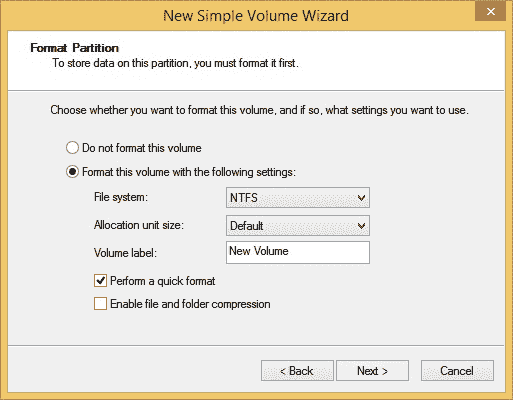 New Simple Volume Wizard
Format Partition
To store data on this partition, you must format it first.
Choose whether you want to format this volume, and if so, what settings you want to use.
Do not format this volume
Format this volume with the following settings:
File system: NTFS
Allocation unit size: Default
Volume label: New Volume
Perform a quick format
Enable file and folder compression
< Back Next > Cancel